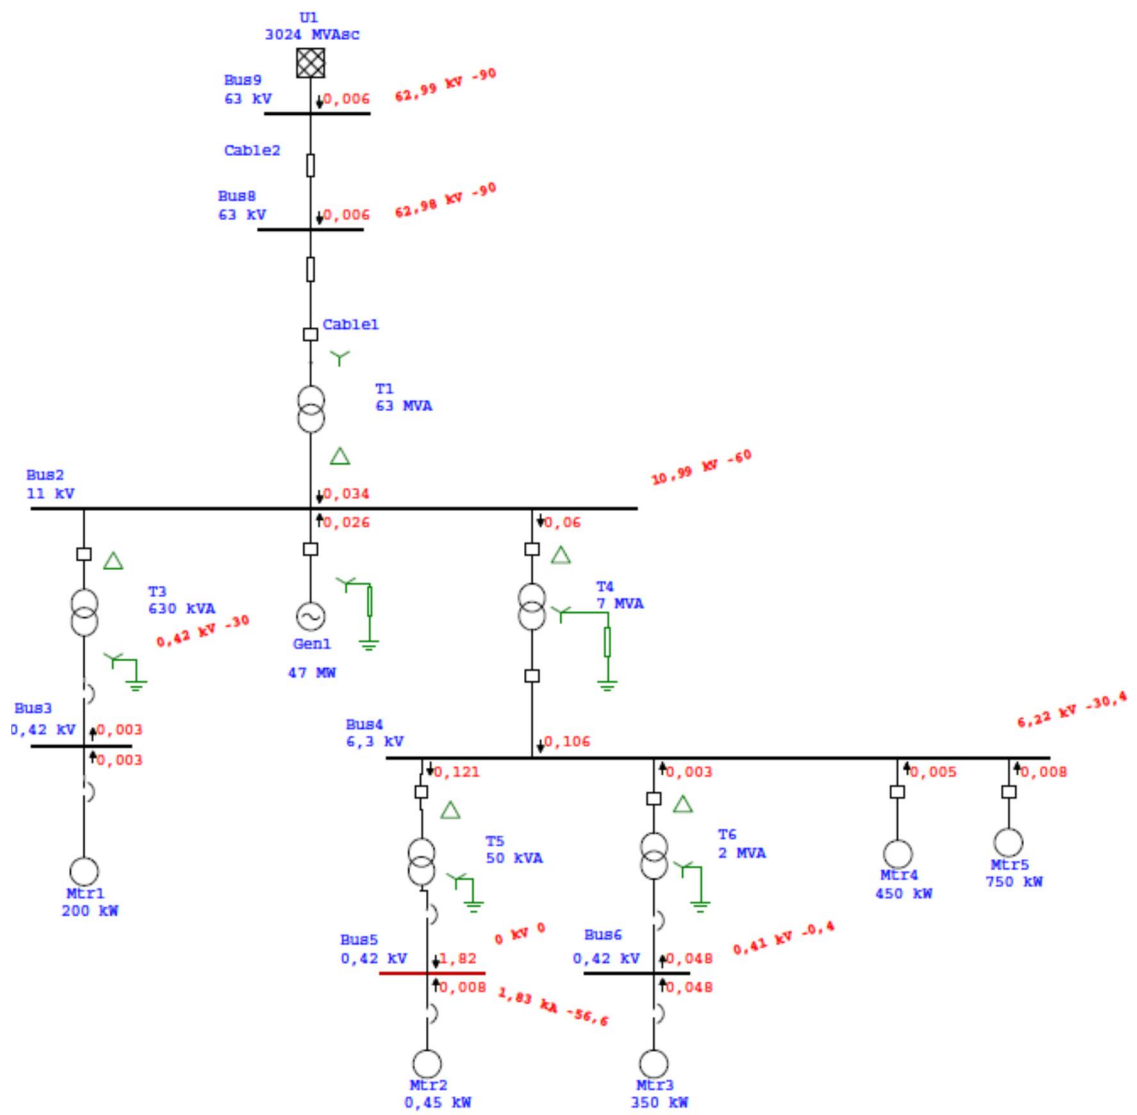 U1
3024 MVAsc
Bus9
63 kV
0,006
62,99 kV -90
Cable2
Bus8
63 kV
0,006
62,98 kV -90
Cable1
T1
63 MVA
Bus2
11 kV
0,034
0,026
10,99 kV -60
0,06
T3
630 kVA
0,42 kV -30
Gen1
47 MW
T4
7 MVA
Bus3
0,42 kV
0,003
0,003
Bus4
6,3 kV
0,106
6,22 kV -30,4
0,121
0,003
0,005
0,008
T5
50 kVA
T6
2 MVA
Mtr4
450 kW
Mtr5
750 kW
Mtr1
200 kW
Bus5
0,42 kV
1,82
0,008
0 kV 0
1,83 kA -56,6
Bus6
0,42 kV
0,048
0,048
0,41 kV -0,4
Mtr2
0,45 kW
Mtr3
350 kW